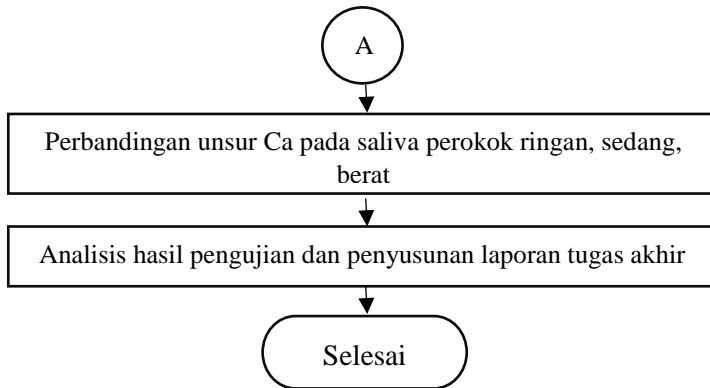 A
Perbandingan unsur Ca pada saliva perokok ringan, sedang,
berat
Analisis hasil pengujian dan penyusunan laporan tugas akhir
Selesai